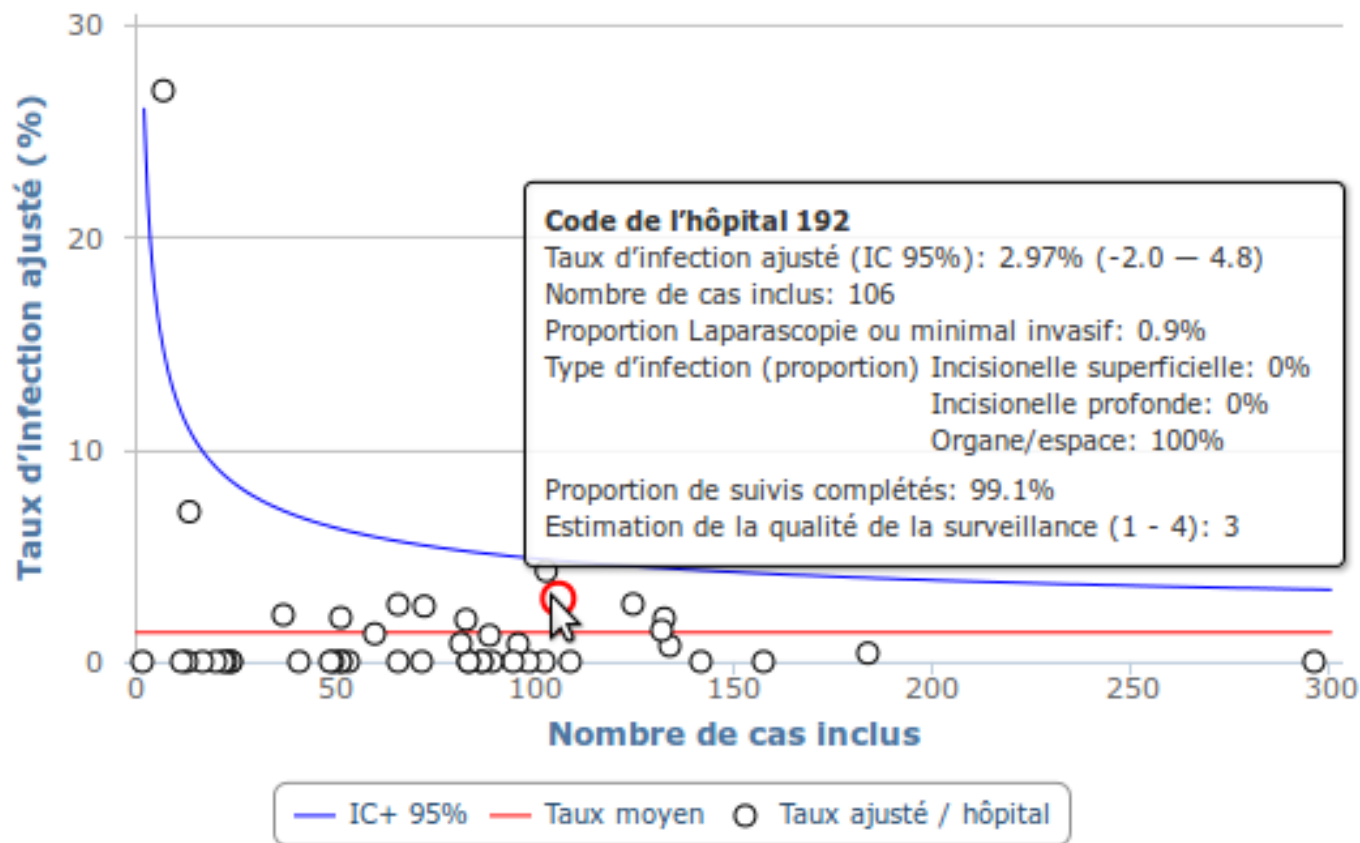 30
20
10
0
Taux d'infection ajusté (%)
Code de l'hôpital 192
Taux d'infection ajusté (IC 95%): 2.97% (-2.0 — 4.8)
Nombre de cas inclus: 106
Proportion Laparascopie ou minimal invasif: 0.9%
Type d'infection (proportion) Incisionelle superficielle: 0%
Incisionelle profonde: 0%
Organe/espace: 100%
Proportion de suivis complétés: 99.1%
Estimation de la qualité de la surveillance (1 - 4): 3
0 50 100 150 200 250 300
Nombre de cas inclus
IC+ 95% Taux moyen Taux ajusté / hôpital